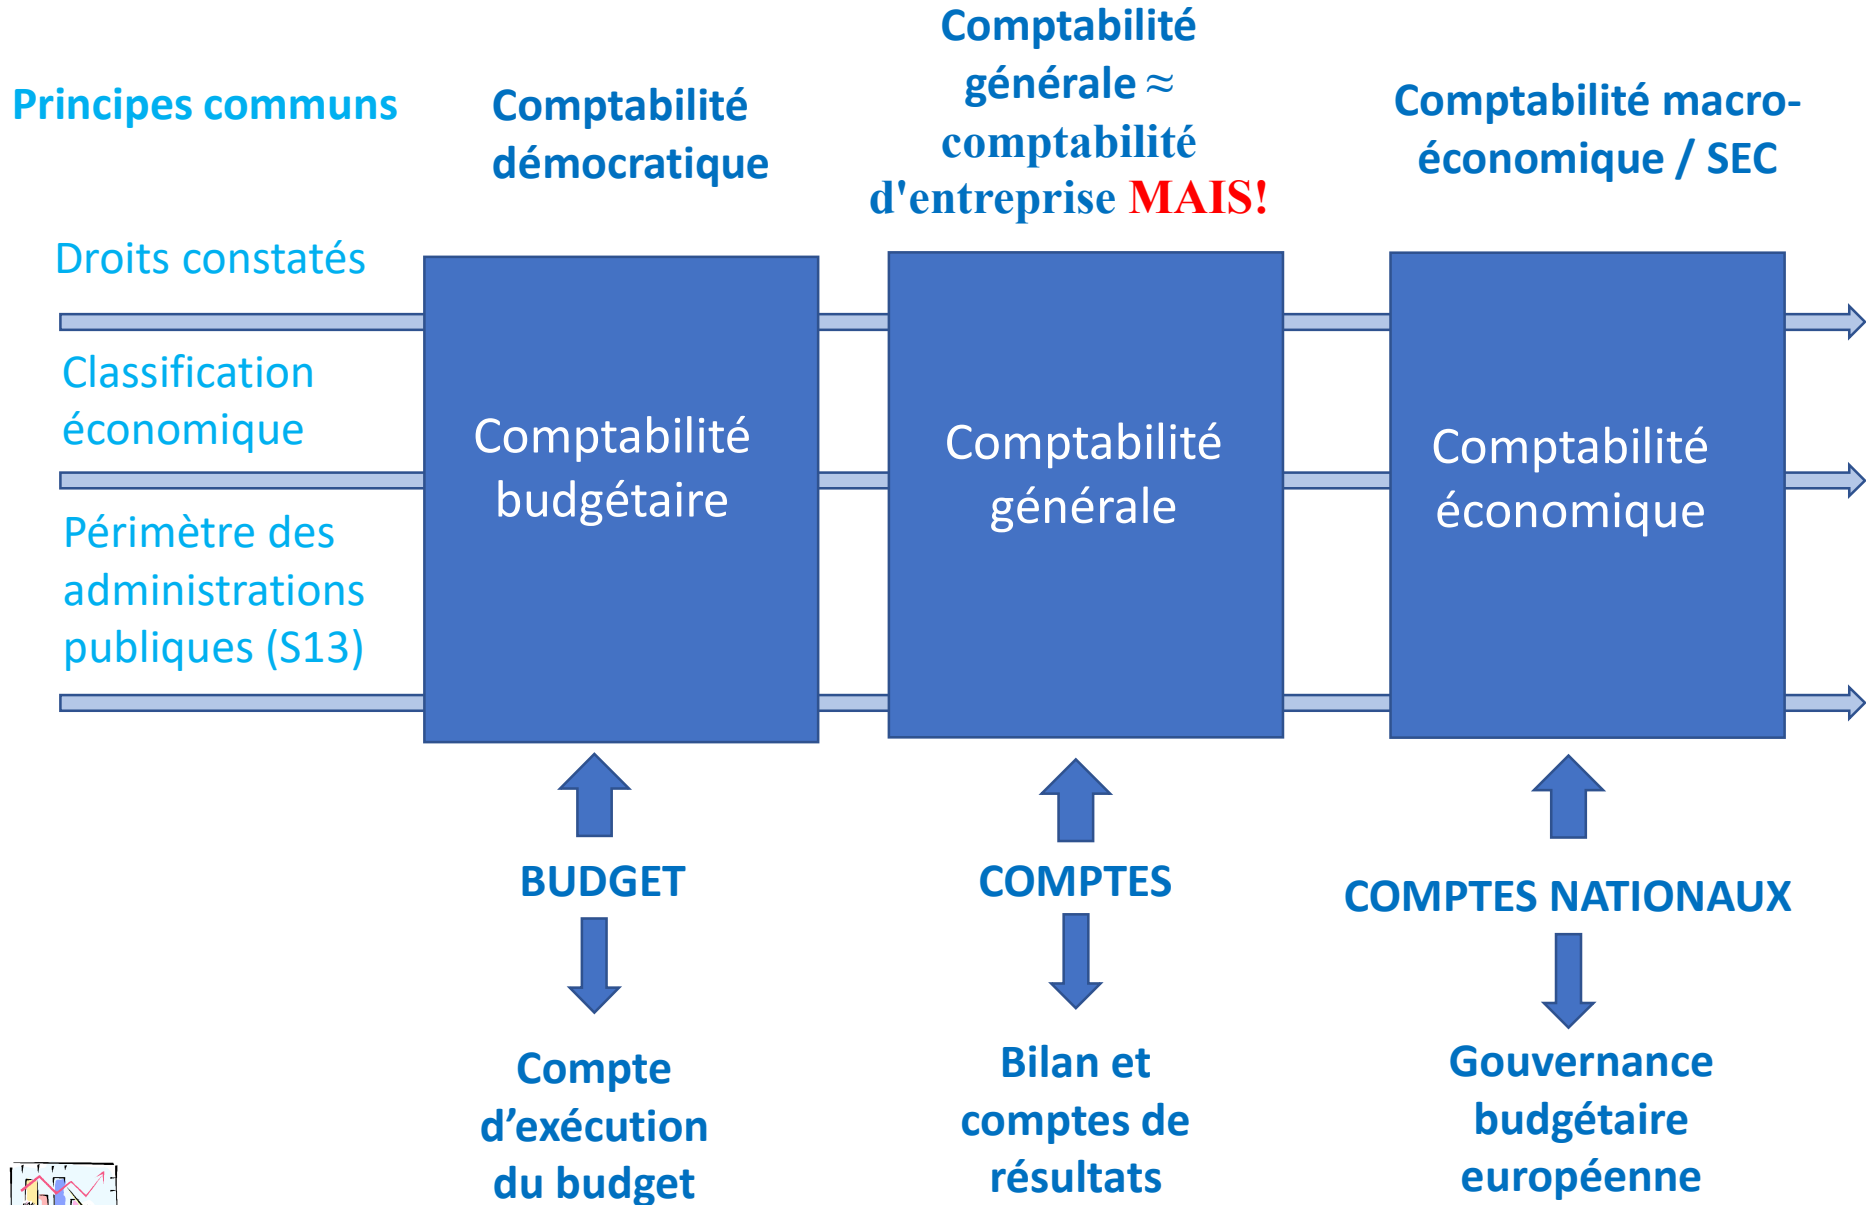 Principes communs
Comptabilité
démocratique
Comptabilité
générale ≈
comptabilité
d'entreprise MAIS!
Comptabilité macro-
économique / SEC
Droits constatés
Classification
économique
Périmètre des
administrations
publiques (S13)
Comptabilité
budgétaire
Comptabilité
générale
Comptabilité
économique
BUDGET
COMPTES
COMPTES NATIONAUX
Compte
d’exécution
du budget
Bilan et
comptes de
résultats
Gouvernance
budgétaire
européenne